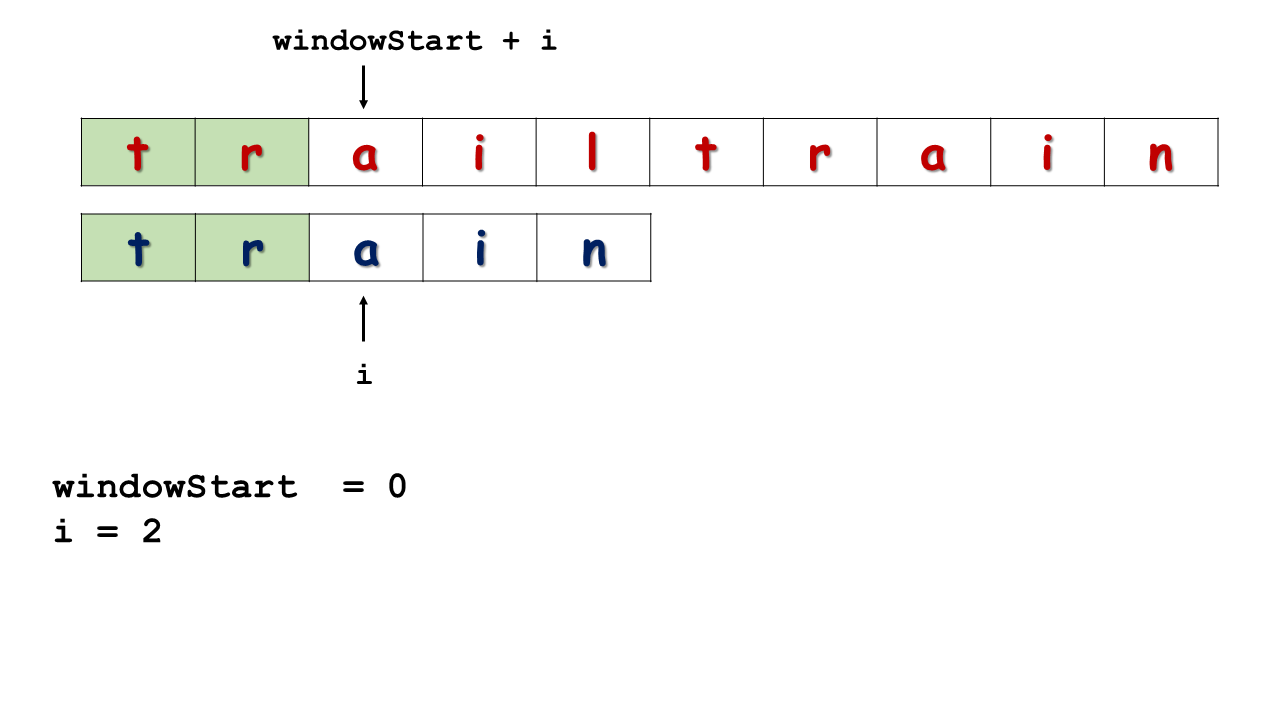 windowStart + i
t r a i l t r a i n
t r a i n
i
windowStart = 0
i = 2